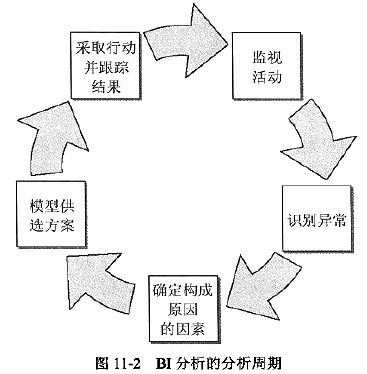 采取行动
并跟踪
结果
监视
活动
识别异常
确定构成
原因
的因素
模型供
选方案
图 11-2 BI 分析的分析周期